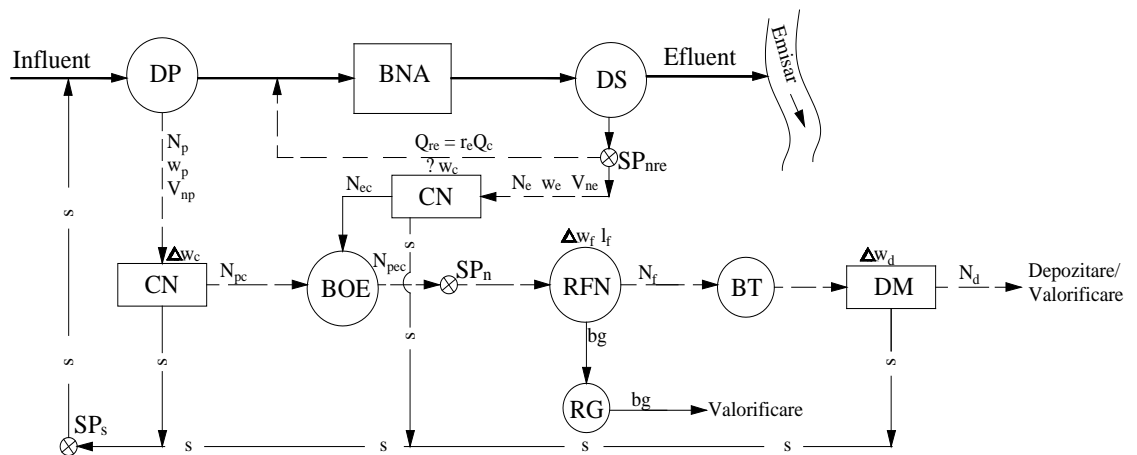 Influent
DP
BNA
DS
Efluent
Emisar
N_p
w_p
V_np
Q_re = r_eQ_c
SP_nre
? w_c
N_ec
CN
N_e w_e V_ne
s
s
Δw_c
CN
N_pc
BOE
N_pec
SP_n
Δw_f l_f
RFN
N_f
BT
Δw_d
DM
N_d
Depozitare/
Valorificare
bg
s
s
s
RG
bg
Valorificare
SP_s
s
s
s
s